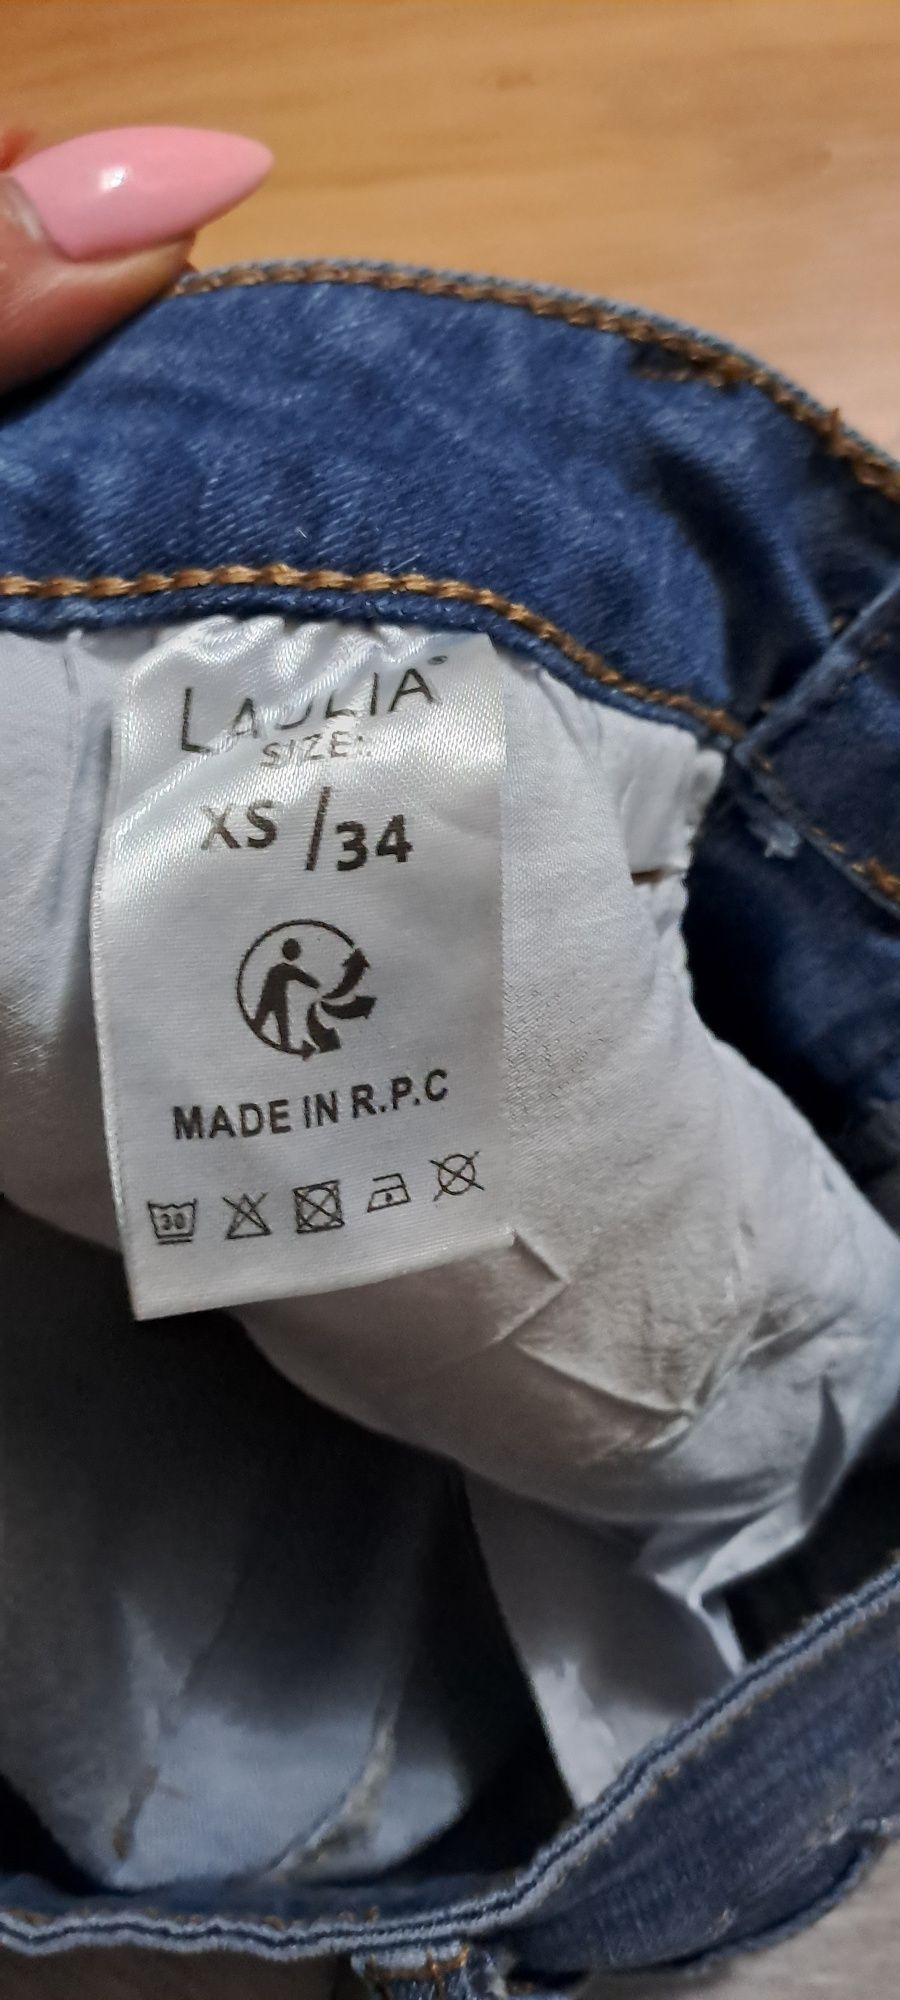 LAULIA
SIZE:
XS / 34
MADE IN R.P.C
30